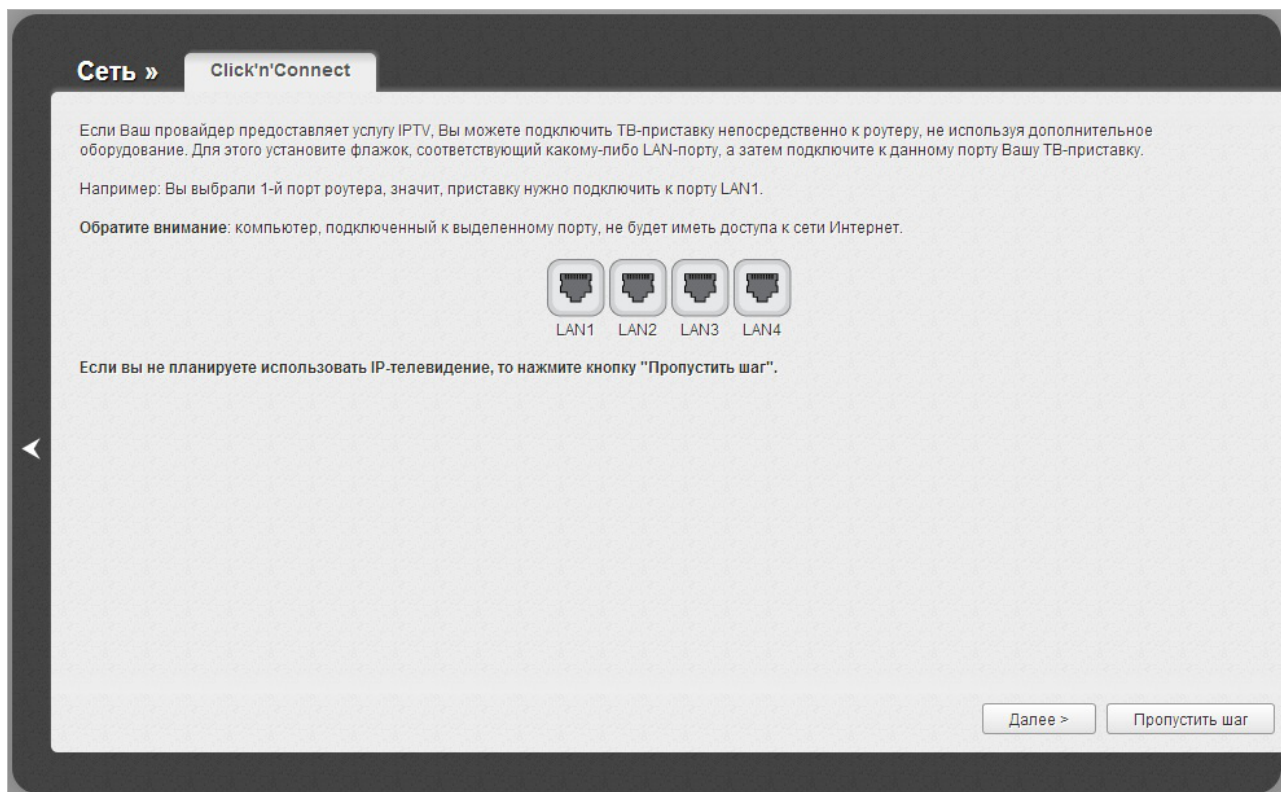 Сеть »
Click'n'Connect
Если Ваш провайдер предоставляет услугу IPTV, Вы можете подключить ТВ-приставку непосредственно к роутеру, не используя дополнительное
оборудование. Для этого установите флажок, соответствующий какому-либо LAN-порту, а затем подключите к данному порту Вашу ТВ-приставку.
Например: Вы выбрали 1-й порт роутера, значит, приставку нужно подключить к порту LAN1.
Обратите внимание: компьютер, подключенный к выделенному порту, не будет иметь доступа к сети Интернет.
LAN1 LAN2 LAN3 LAN4
Если вы не планируете использовать IP-телевидение, то нажмите кнопку "Пропустить шаг".
Далее > Пропустить шаг